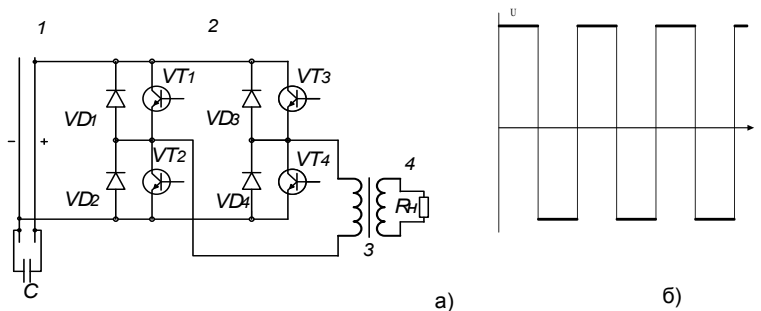 1
2
U
VT1
VT3
VD1
VD3
-
+
VT2
VT4
4
VD2
VD4
RН
3
C
а)
б)